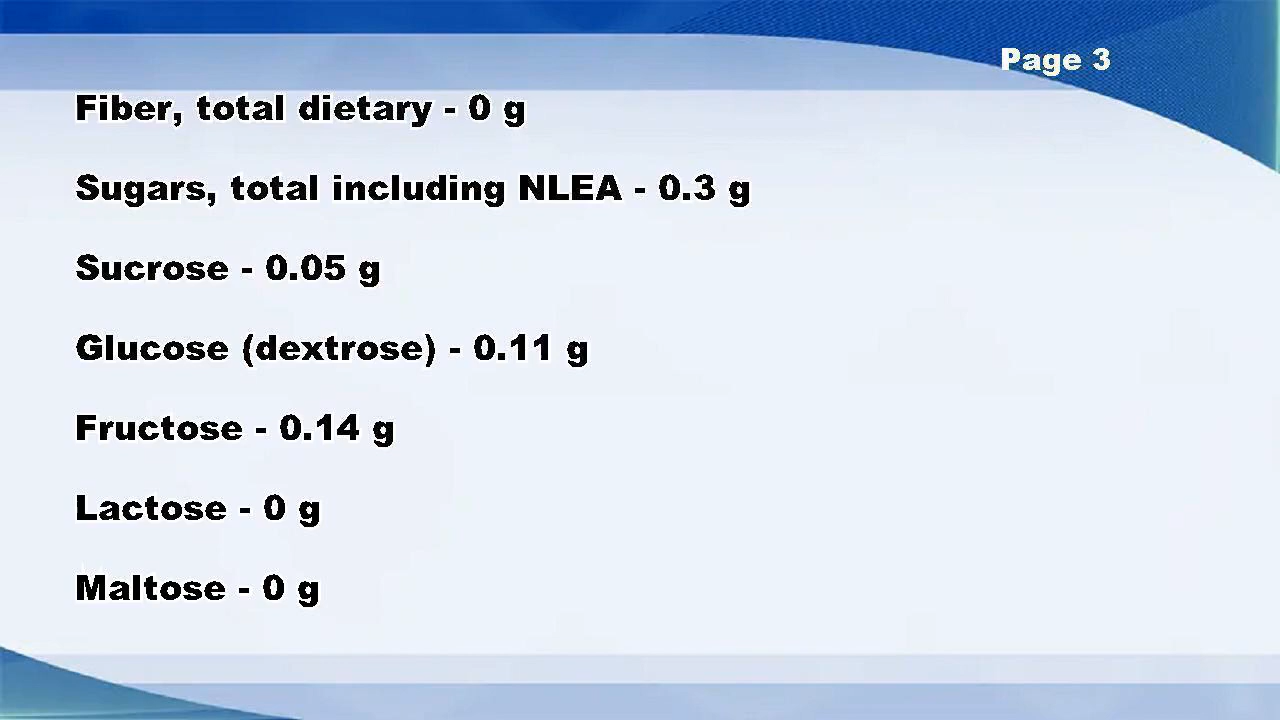 Page 3
Fiber, total dietary - 0 g
Sugars, total including NLEA - 0.3 g
Sucrose - 0.05 g
Glucose (dextrose) - 0.11 g
Fructose - 0.14 g
Lactose - 0 g
Maltose - 0 g